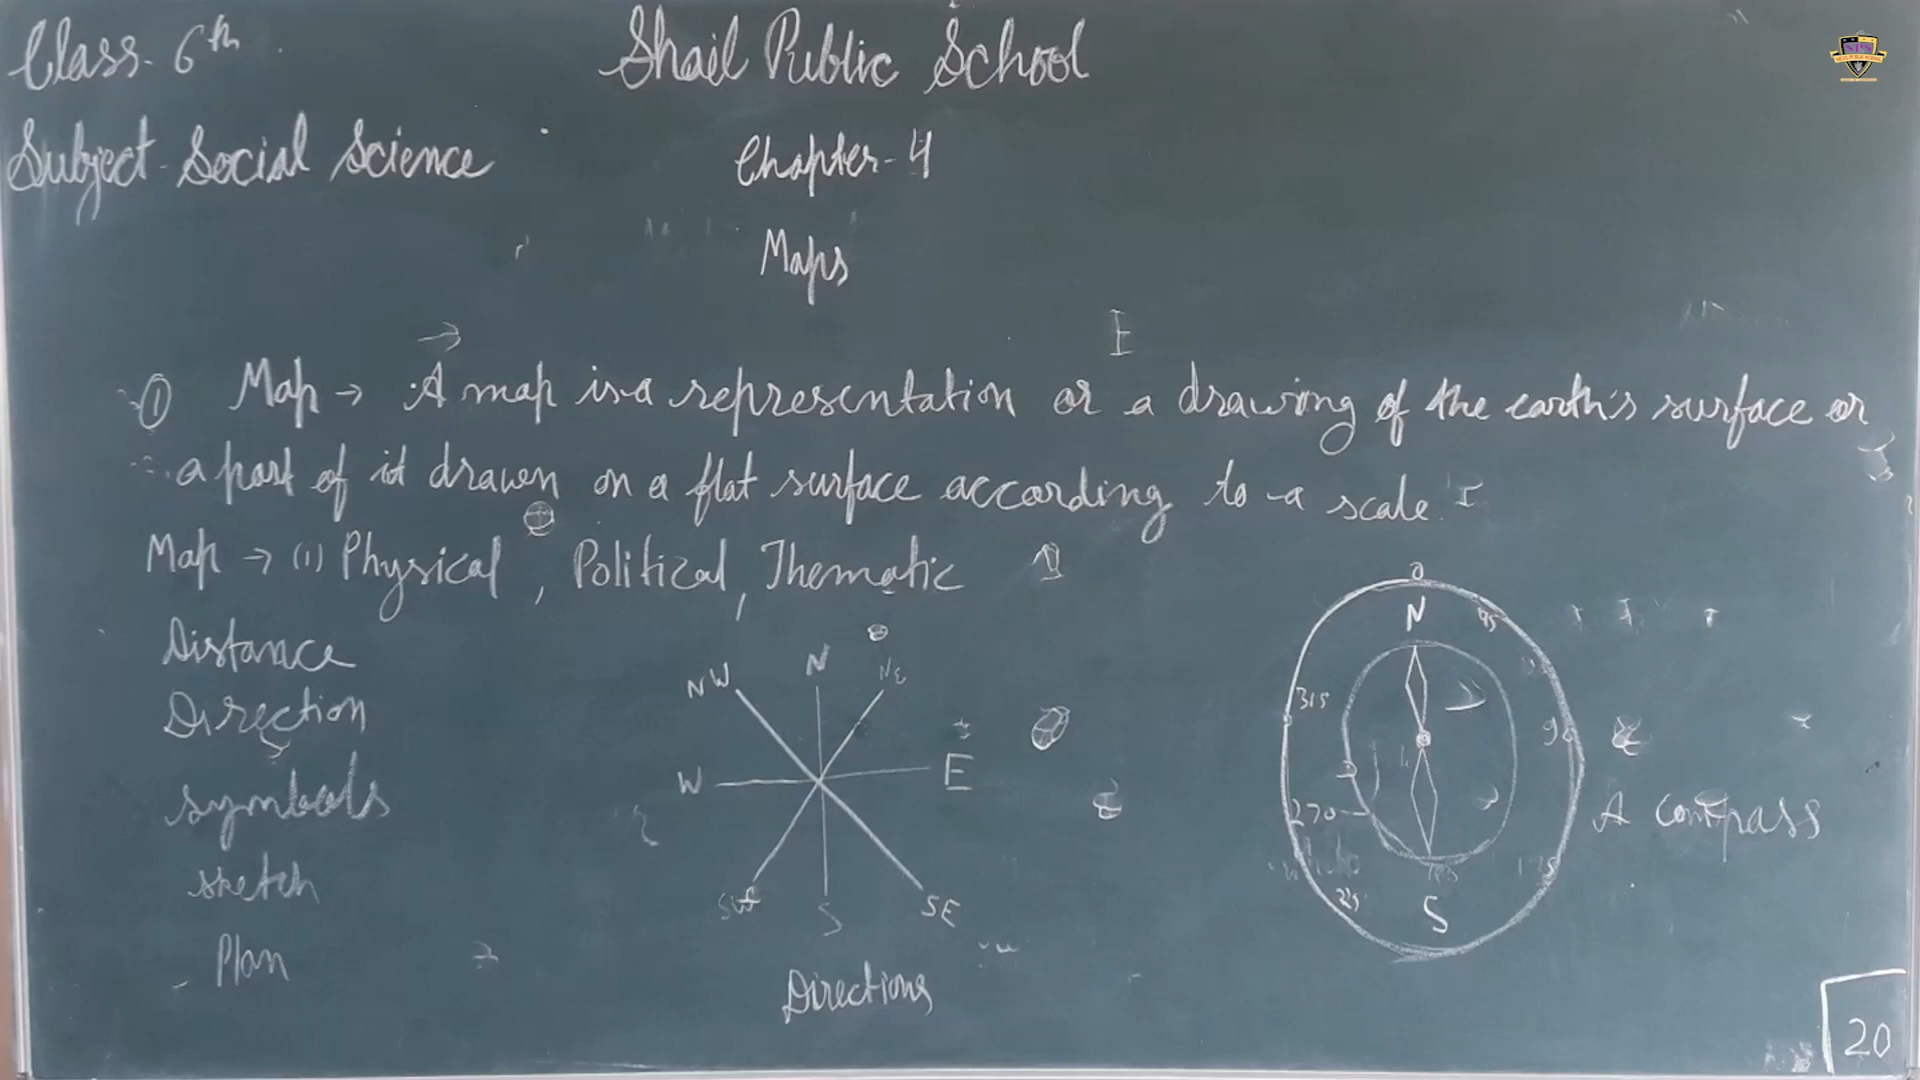 Class- 6th
Shail Public School
SPS
Subject- Social Science
Chapter-4
Maps
① Map → A map is a representation or a drawing of the earth's surface or
a part of it drawn on a flat surface according to a scale.
Map → (1) Physical, Political, Thematic
Distance
Direction
symbols
sketch
Plan
NW N NE
W E
SW S SE
Directions
0
N
45
315
90
270
S
A compass
20